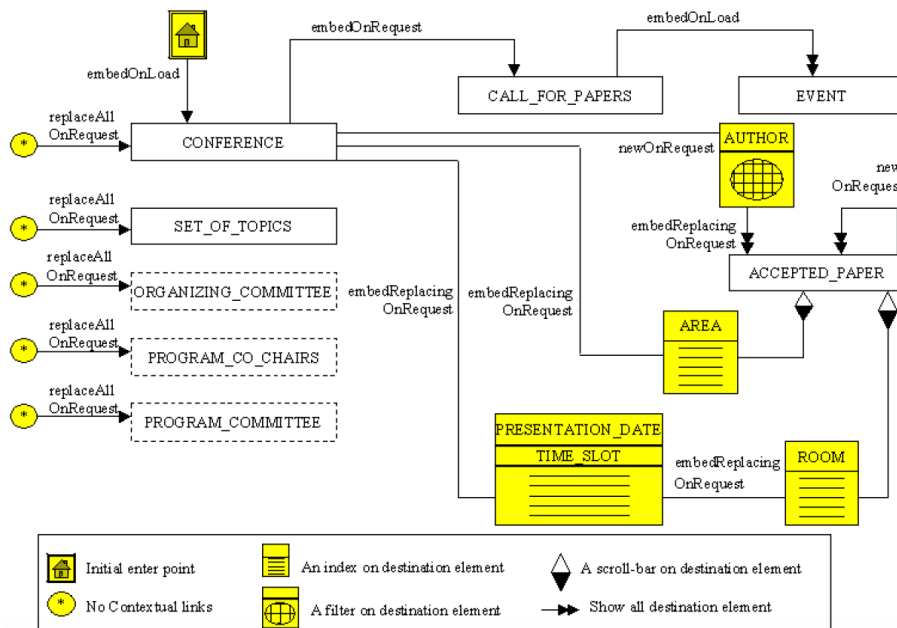 embedOnRequest
embedOnLoad
embedOnLoad
CALL_FOR_PAPERS
EVENT
replaceAll
OnRequest
*
CONFERENCE
newOnRequest
AUTHOR
new
OnRequest
replaceAll
OnRequest
*
SET_OF_TOPICS
embedReplacing
OnRequest
replaceAll
OnRequest
*
ORGANIZING_COMMITTEE
embedReplacing
OnRequest
embedReplacing
OnRequest
ACCEPTED_PAPER
replaceAll
OnRequest
*
PROGRAM_CO_CHAIRS
AREA
replaceAll
OnRequest
*
PROGRAM_COMMITTEE
PRESENTATION_DATE
TIME_SLOT
embedReplacing
OnRequest
ROOM
Initial enter point
An index on destination element
A scroll-bar on destination element
*
No Contextual links
A filter on destination element
Show all destination element